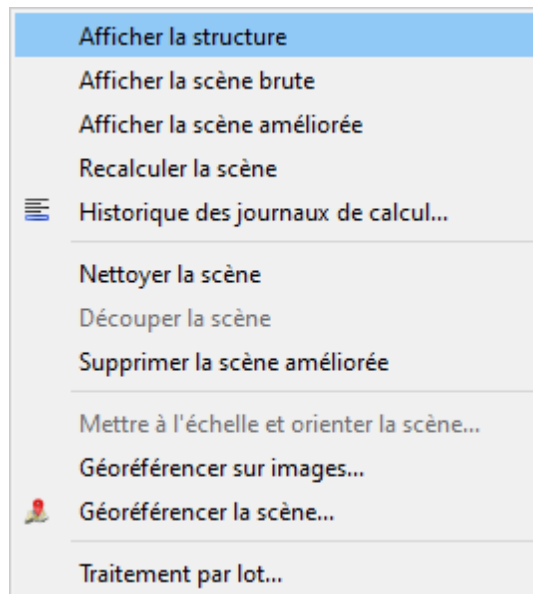 Afficher la structure
Afficher la scène brute
Afficher la scène améliorée
Recalculer la scène
Historique des journaux de calcul...
Nettoyer la scène
Découper la scène
Supprimer la scène améliorée
Mettre à l'échelle et orienter la scène...
Géoréférencer sur images...
Géoréférencer la scène...
Traitement par lot...